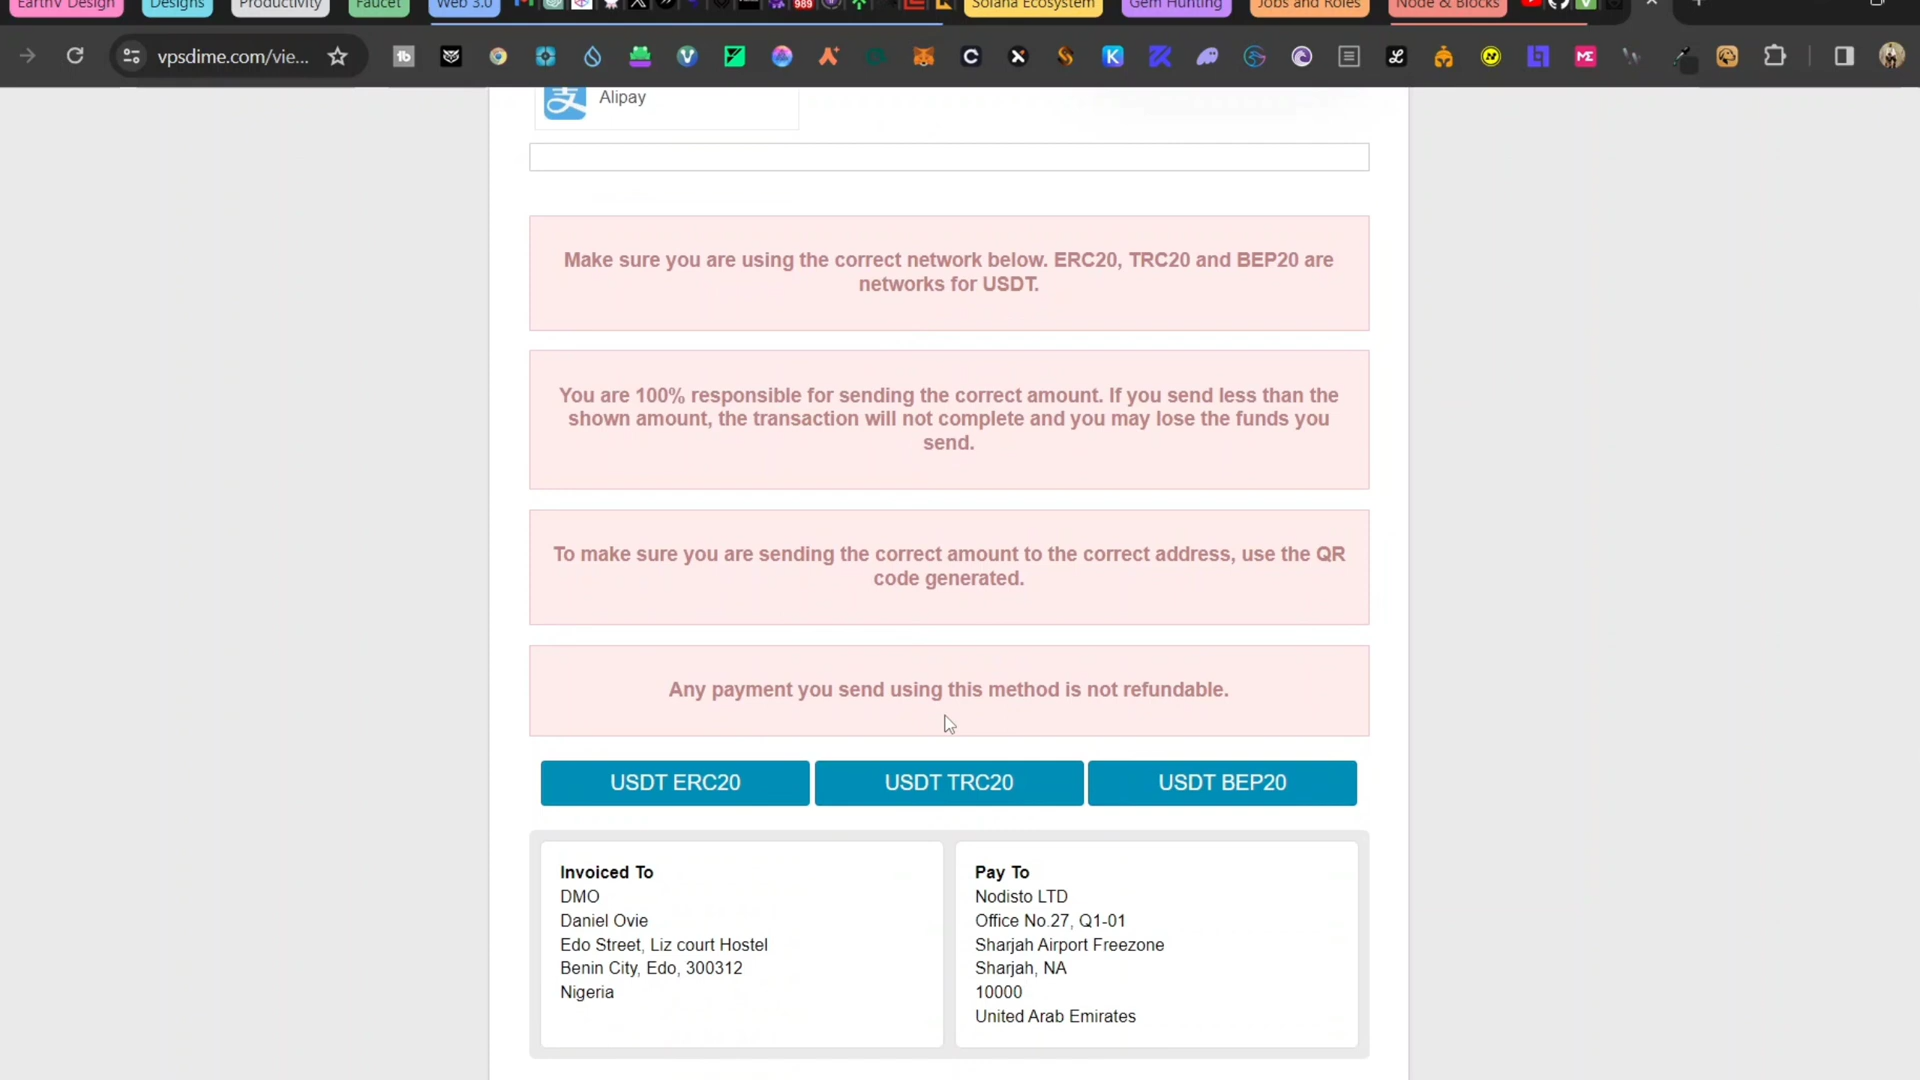 EarthV Design
Designs
Productivity
Faucet
Web 3.0
989
Solana Ecosystem
Gem Hunting
Jobs and Roles
Node & Blocks
vpsdime.com/vie...
Alipay
Make sure you are using the correct network below. ERC20, TRC20 and BEP20 are
networks for USDT.
You are 100% responsible for sending the correct amount. If you send less than the
shown amount, the transaction will not complete and you may lose the funds you
send.
To make sure you are sending the correct amount to the correct address, use the QR
code generated.
Any payment you send using this method is not refundable.
USDT ERC20
USDT TRC20
USDT BEP20
Invoiced To
DMO
Daniel Ovie
Edo Street, Liz court Hostel
Benin City, Edo, 300312
Nigeria
Pay To
Nodisto LTD
Office No.27, Q1-01
Sharjah Airport Freezone
Sharjah, NA
10000
United Arab Emirates